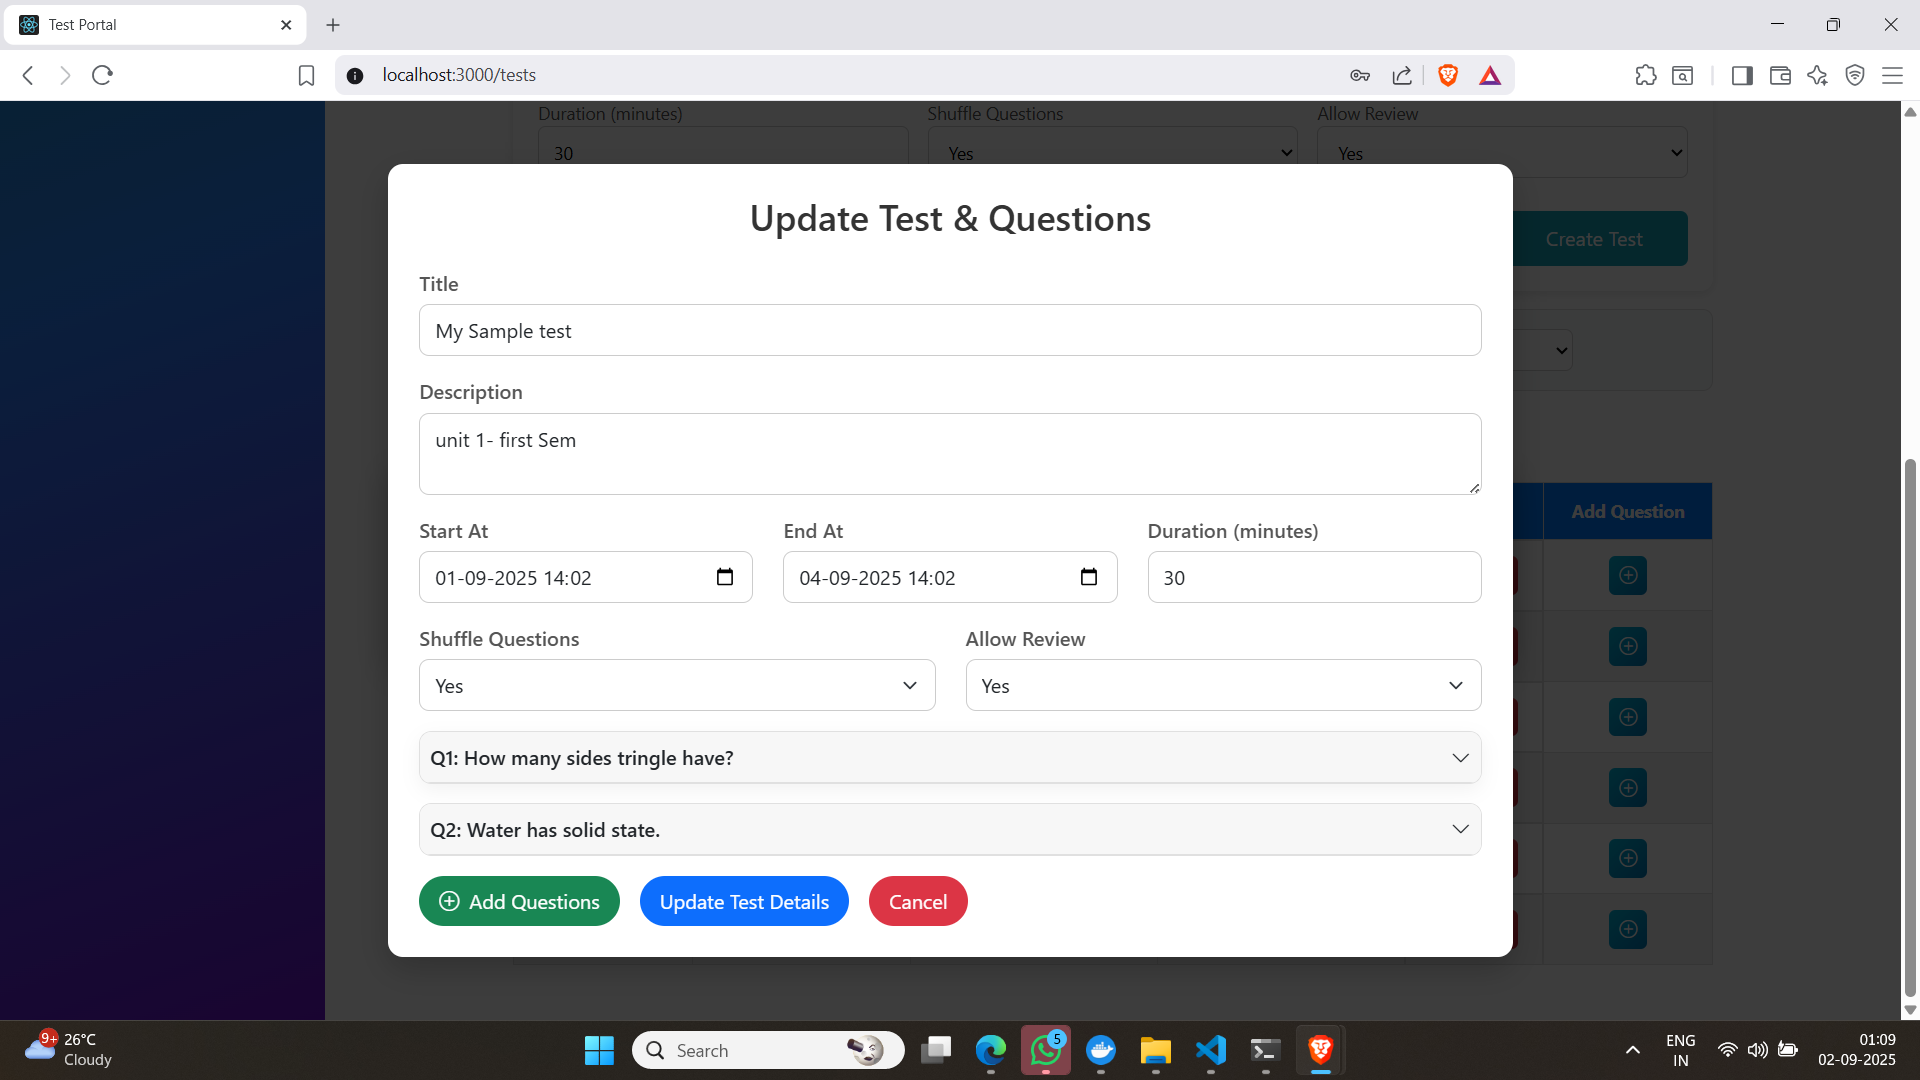 Test Portal
localhost:3000/tests
Duration (minutes)
Shuffle Questions
Allow Review
30
Yes
Yes
Create Test
Update Test & Questions
Title
My Sample test
Description
unit 1- first Sem
Start At
End At
Duration (minutes)
01-09-2025 14:02
04-09-2025 14:02
30
Shuffle Questions
Allow Review
Yes
Yes
Q1: How many sides tringle have?
Q2: Water has solid state.
Add Questions
Update Test Details
Cancel
Add Question
9+
26°C
Cloudy
Search
5
ENG
IN
01:09
02-09-2025